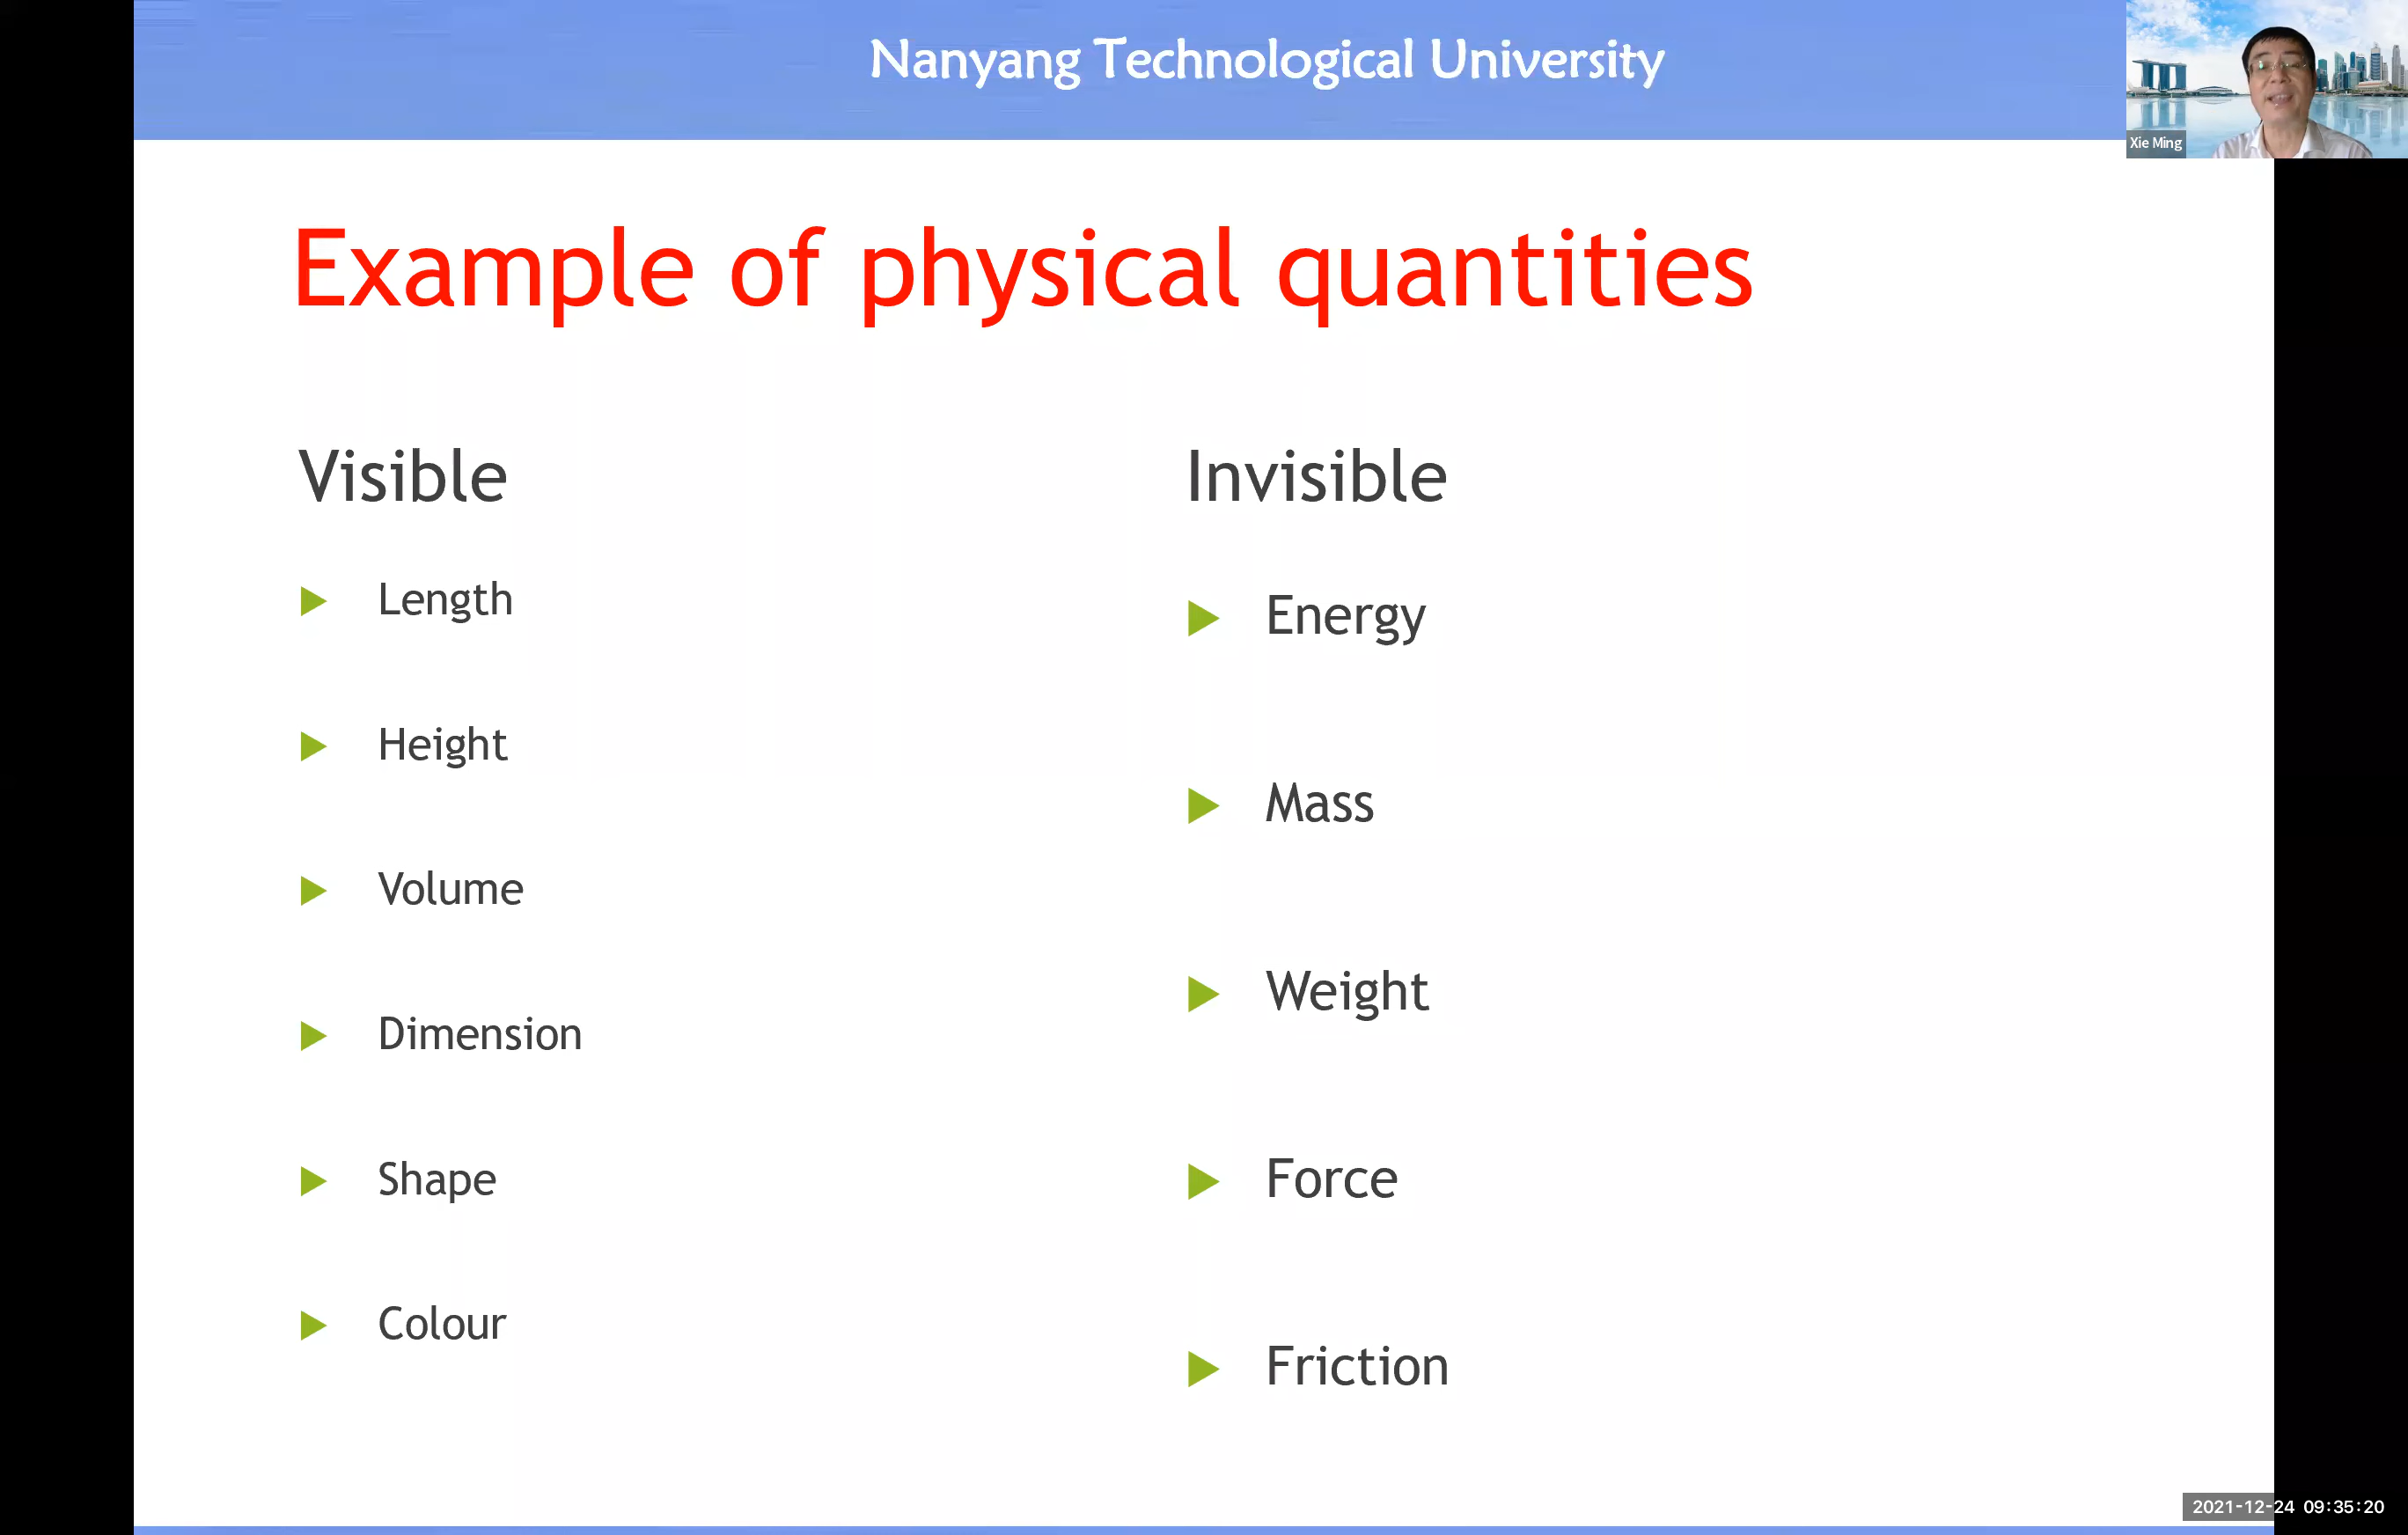 Nanyang Technological University
Xie Ming
Example of physical quantities
Visible
Length
Height
Volume
Dimension
Shape
Colour
Invisible
Energy
Mass
Weight
Force
Friction
2021-12-24 09:35:20